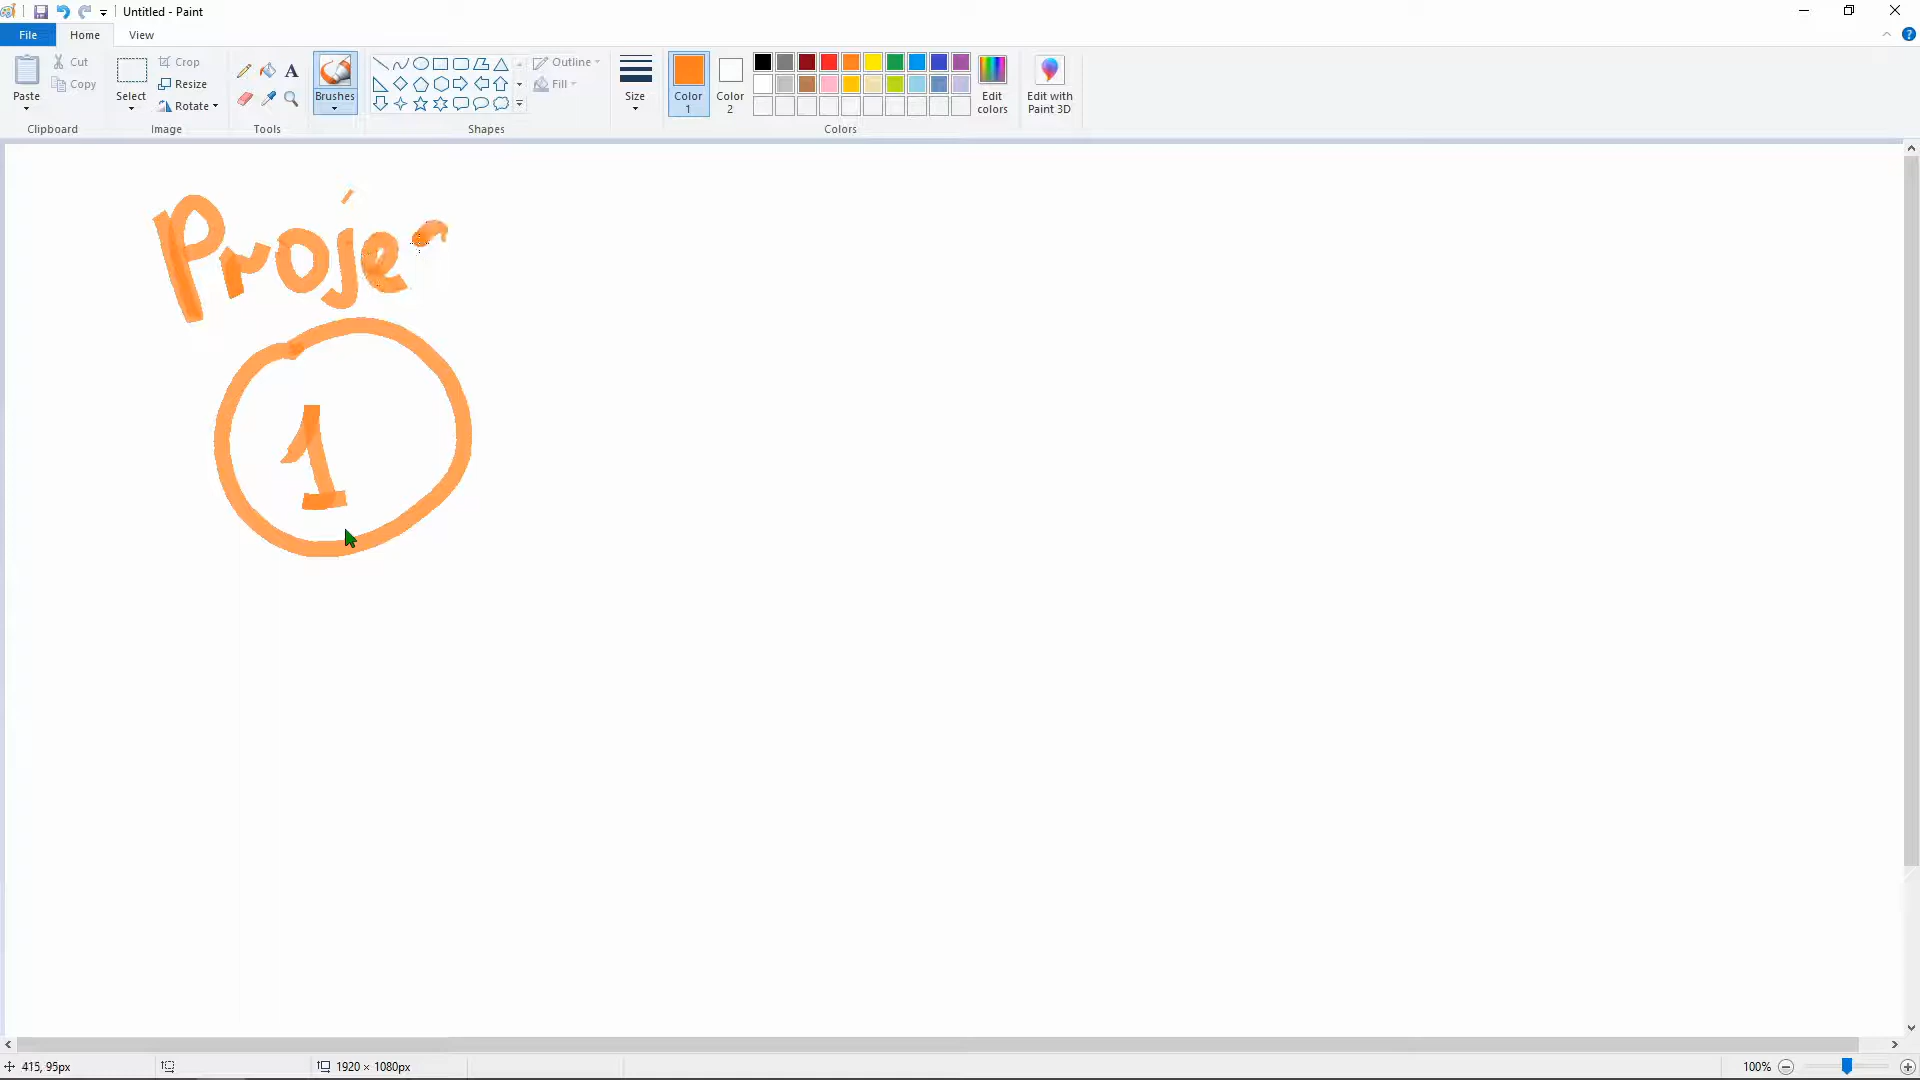 Untitled - Paint
File Home View
Paste Cut Copy Clipboard
Select Crop Resize Rotate Image
A
Tools
Brushes
Shapes
Outline Fill
Size
Color 1 Color 2
Colors
Edit colors
Edit with Paint 3D
Proje
1
415, 95px
1920 × 1080px
100%